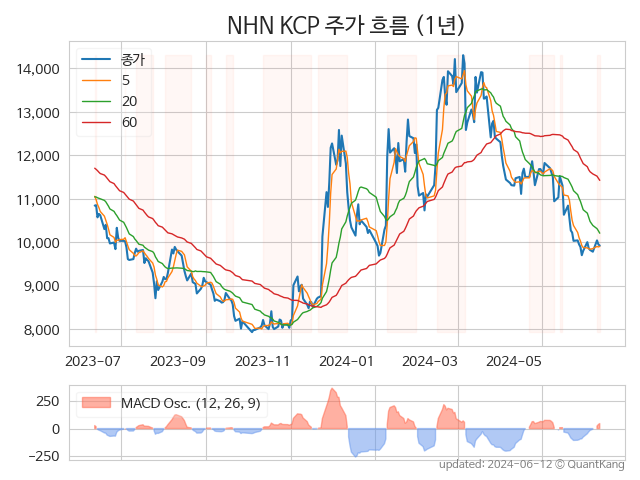 NHN KCP 주가 흐름 (1년)
종가
5
20
60
14,000
13,000
12,000
11,000
10,000
9,000
8,000
2023-07 2023-09 2023-11 2024-01 2024-03 2024-05
MACD Osc. (12, 26, 9)
250
0
−250
updated: 2024-06-12 © QuantKang